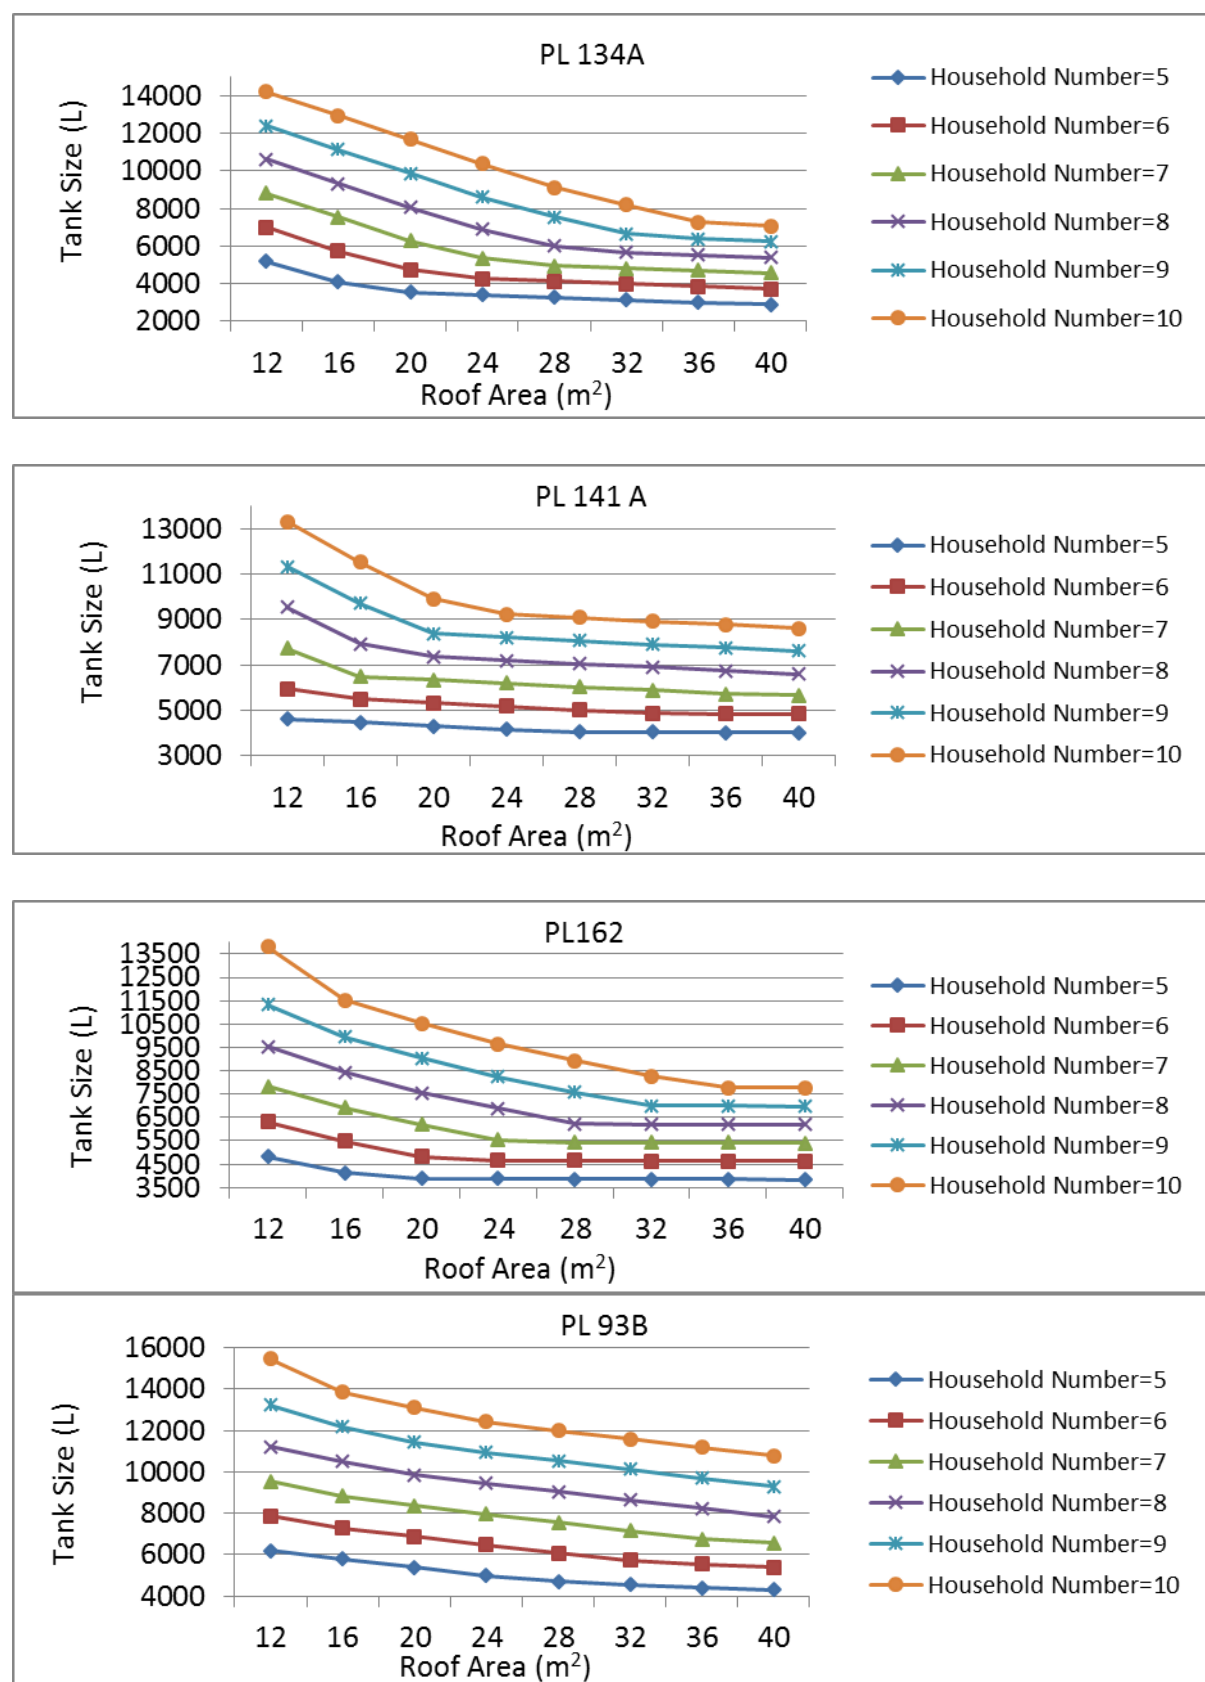 PL 134A
Tank Size (L)
14000
12000
10000
8000
6000
4000
2000
12 16 20 24 28 32 36 40
Roof Area (m²)
Household Number=5
Household Number=6
Household Number=7
Household Number=8
Household Number=9
Household Number=10
PL 141 A
Tank Size (L)
13000
11000
9000
7000
5000
3000
12 16 20 24 28 32 36 40
Roof Area (m²)
Household Number=5
Household Number=6
Household Number=7
Household Number=8
Household Number=9
Household Number=10
PL162
Tank Size (L)
13500
12500
11500
10500
9500
8500
7500
6500
5500
4500
3500
12 16 20 24 28 32 36 40
Roof Area (m²)
Household Number=5
Household Number=6
Household Number=7
Household Number=8
Household Number=9
Household Number=10
PL 93B
Tank Size (L)
16000
14000
12000
10000
8000
6000
4000
12 16 20 24 28 32 36 40
Roof Area (m²)
Household Number=5
Household Number=6
Household Number=7
Household Number=8
Household Number=9
Household Number=10